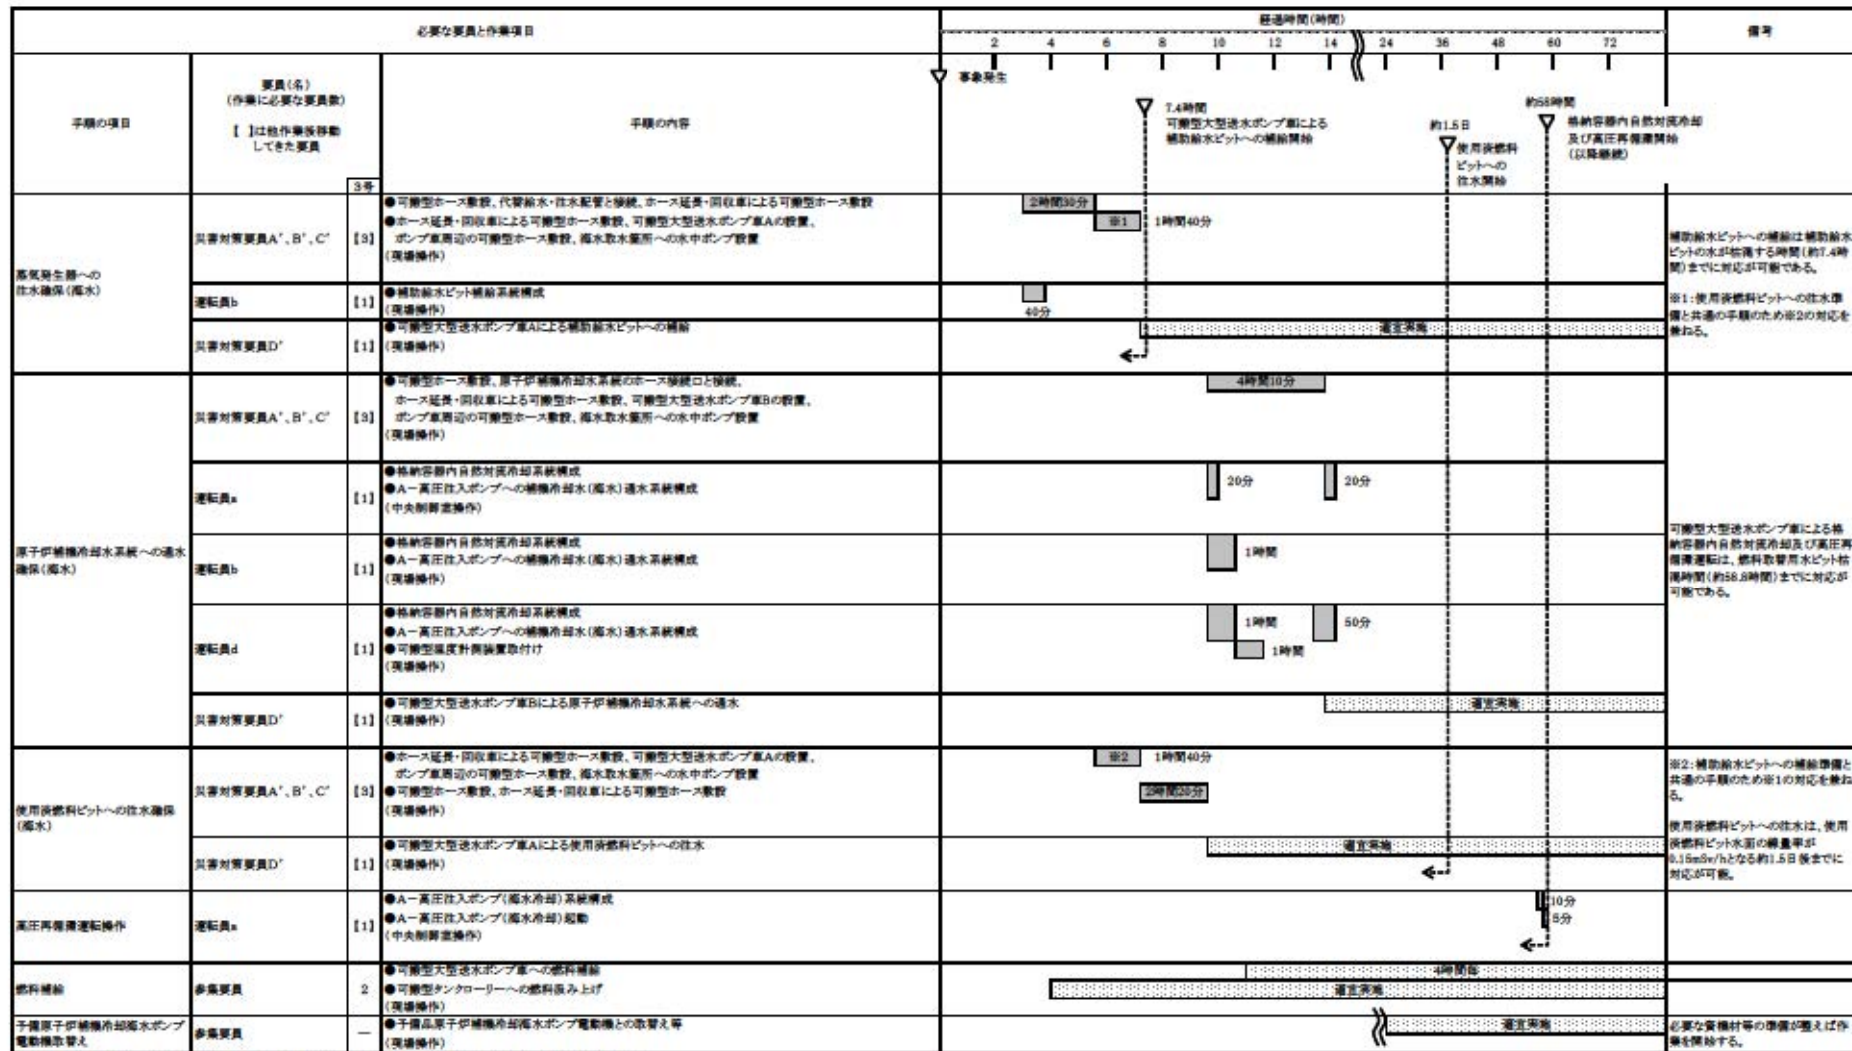 必要な要員と作業項目
経過時間(時間)
備考
2 4 6 8 10 12 14 24 36 48 60 72
手順の項目
要員(名)
(作業に必要な要員数)
【 】は他作業後移動
してきた要員
3号
手順の内容
事象発生
7.4時間
可搬型大型送水ポンプ車による
補助給水ピットへの補給開始
約1.5日
使用済燃料
ピットへの
注水開始
約58時間
格納容器内自然対流冷却
及び高圧再循環開始
(以降継続)
蒸気発生器への
注水確保(海水)
災害対策要員A'、B'、C'
【3】
●可搬型ホース敷設、代替給水・注水配管と接続、ホース延長・回収車による可搬型ホース敷設
●ホース延長・回収車による可搬型ホース敷設、可搬型大型送水ポンプ車Aの設置、
ポンプ車周辺の可搬型ホース敷設、海水取水箇所への水中ポンプ設置
(現場操作)
2時間30分
※1
1時間40分
運転員b
【1】
●補助給水ピット補給系統構成
(現場操作)
40分
災害対策要員D'
【1】
●可搬型大型送水ポンプ車Aによる補助給水ピットへの補給
(現場操作)
適宜実施
補助給水ピットへの補給は補助給水
ピットの水が枯渇する時間(約7.4時
間)までに対応が可能である。
※1:使用済燃料ピットへの注水準
備と共通の手順のため※2の対応を
兼ねる。
原子炉補機冷却水系統への通水
確保(海水)
災害対策要員A'、B'、C'
【3】
●可搬型ホース敷設、原子炉補機冷却水系統のホース接続口と接続、
ホース延長・回収車による可搬型ホース敷設、可搬型大型送水ポンプ車Bの設置、
ポンプ車周辺の可搬型ホース敷設、海水取水箇所への水中ポンプ設置
(現場操作)
4時間10分
運転員a
【1】
●格納容器内自然対流冷却系統構成
●A-高圧注入ポンプへの補機冷却水(海水)通水系統構成
(中央制御室操作)
20分
20分
運転員b
【1】
●格納容器内自然対流冷却系統構成
●A-高圧注入ポンプへの補機冷却水(海水)通水系統構成
(現場操作)
1時間
運転員d
【1】
●格納容器内自然対流冷却系統構成
●A-高圧注入ポンプへの補機冷却水(海水)通水系統構成
●可搬型温度計測装置取付け
(現場操作)
1時間
50分
1時間
災害対策要員D'
【1】
●可搬型大型送水ポンプ車Bによる原子炉補機冷却水系統への通水
(現場操作)
適宜実施
可搬型大型送水ポンプ車による格
納容器内自然対流冷却及び高圧再
循環運転は、燃料取替用水ピット枯
渇時間(約58.8時間)までに対応が
可能である。
使用済燃料ピットへの注水確保
(海水)
災害対策要員A'、B'、C'
【3】
●ホース延長・回収車による可搬型ホース敷設、可搬型大型送水ポンプ車Aの設置、
ポンプ車周辺の可搬型ホース敷設、海水取水箇所への水中ポンプ設置
●可搬型ホース敷設、ホース延長・回収車による可搬型ホース敷設
(現場操作)
※2
1時間40分
2時間20分
災害対策要員D'
【1】
●可搬型大型送水ポンプ車Aによる使用済燃料ピットへの注水
(現場操作)
適宜実施
※2:補助給水ピットへの補給準備と
共通の手順のため※1の対応を兼ね
る。
使用済燃料ピットへの注水は、使用
済燃料ピット水面の線量率が
0.15mSv/hとなる約1.5日後までに
対応が可能。
高圧再循環運転操作
運転員a
【1】
●A-高圧注入ポンプ(海水冷却)系統構成
●A-高圧注入ポンプ(海水冷却)起動
(中央制御室操作)
10分
5分
燃料補給
参集要員
2
●可搬型大型送水ポンプ車への燃料補給
●可搬型タンクローリーへの燃料汲み上げ
(現場操作)
4時間毎
適宜実施
予備原子炉補機冷却海水ポンプ
電動機取替え
参集要員
―
●予備品原子炉補機冷却海水ポンプ電動機との取替え等
(現場操作)
適宜実施
必要な資機材等の準備が整えば作
業を開始する。